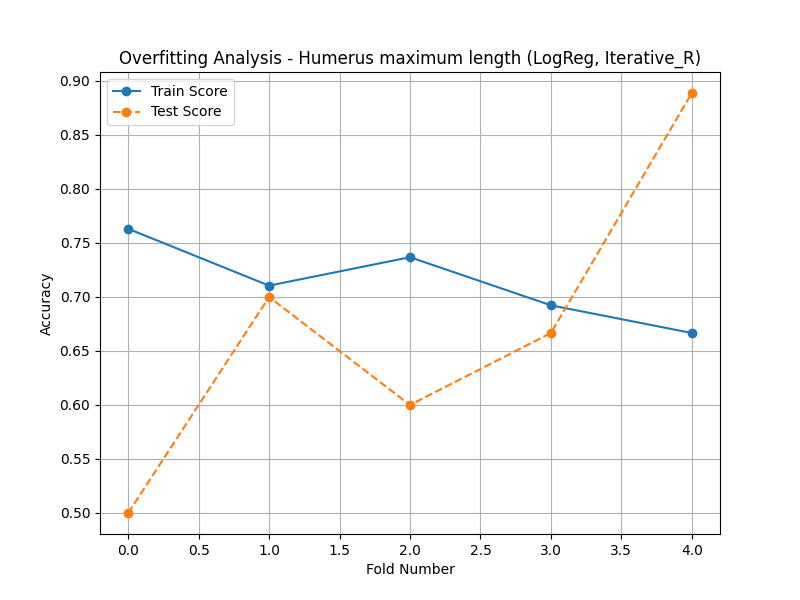 Overfitting Analysis - Humerus maximum length (LogReg, Iterative_R)
Train Score
Test Score
0.90
0.85
0.80
0.75
0.70
0.65
0.60
0.55
0.50
Accuracy
0.0 0.5 1.0 1.5 2.0 2.5 3.0 3.5 4.0
Fold Number